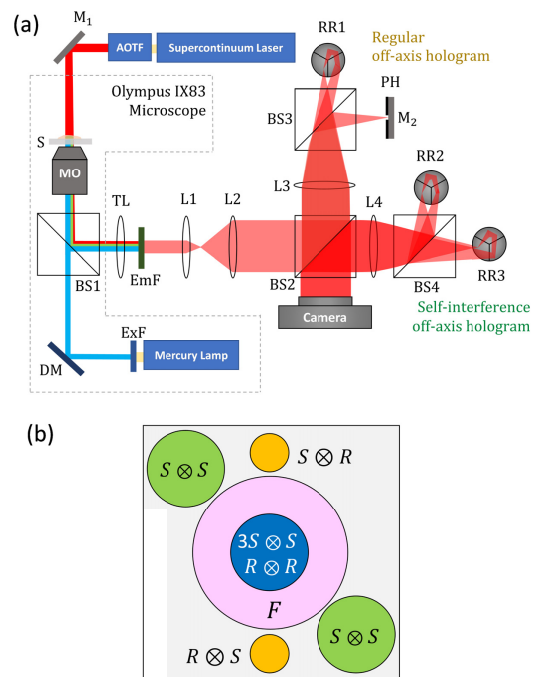 (a)
M₁
AOTF
Supercontinuum Laser
RR1
Regular
off-axis hologram
Olympus IX83
Microscope
PH
BS3
M₂
S
MO
RR2
L3
TL
L1
L2
L4
BS1
EmF
BS2
BS4
RR3
Camera
Self-interference
off-axis hologram
ExF
DM
Mercury Lamp
(b)
S ⊗ S
S ⊗ R
3S ⊗ S
R ⊗ R
F
R ⊗ S
S ⊗ S